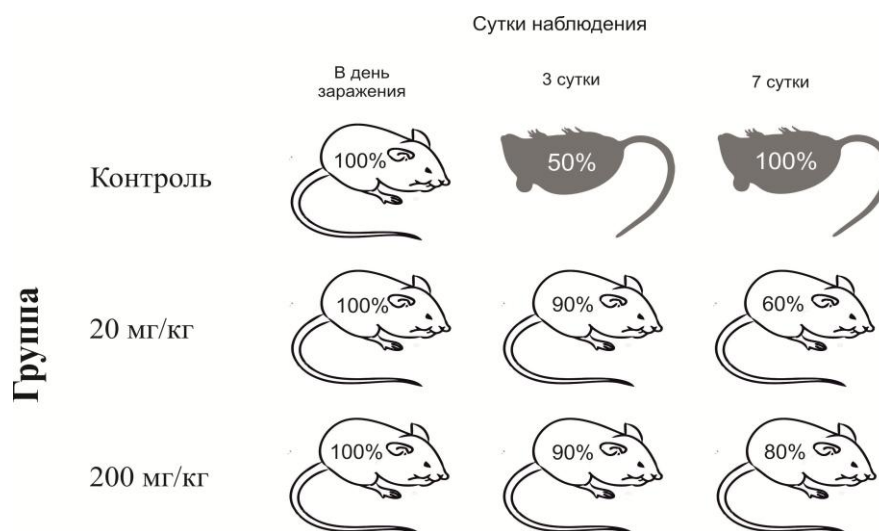 Сутки наблюдения
В день
заражения
3 сутки
7 сутки
Контроль
100%
50%
100%
Группа
20 мг/кг
100%
90%
60%
200 мг/кг
100%
90%
80%